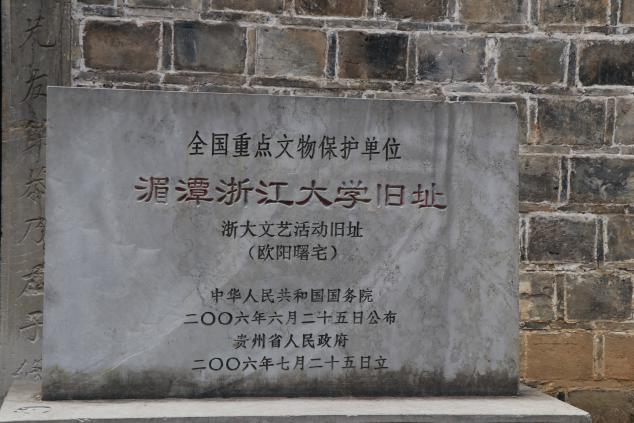 全国重点文物保护单位
湄潭浙江大学旧址
浙大文艺活动旧址
（欧阳曙宅）
中华人民共和国国务院
二〇〇六年六月二十五日公布
贵州省人民政府
二〇〇六年七月二十五日立